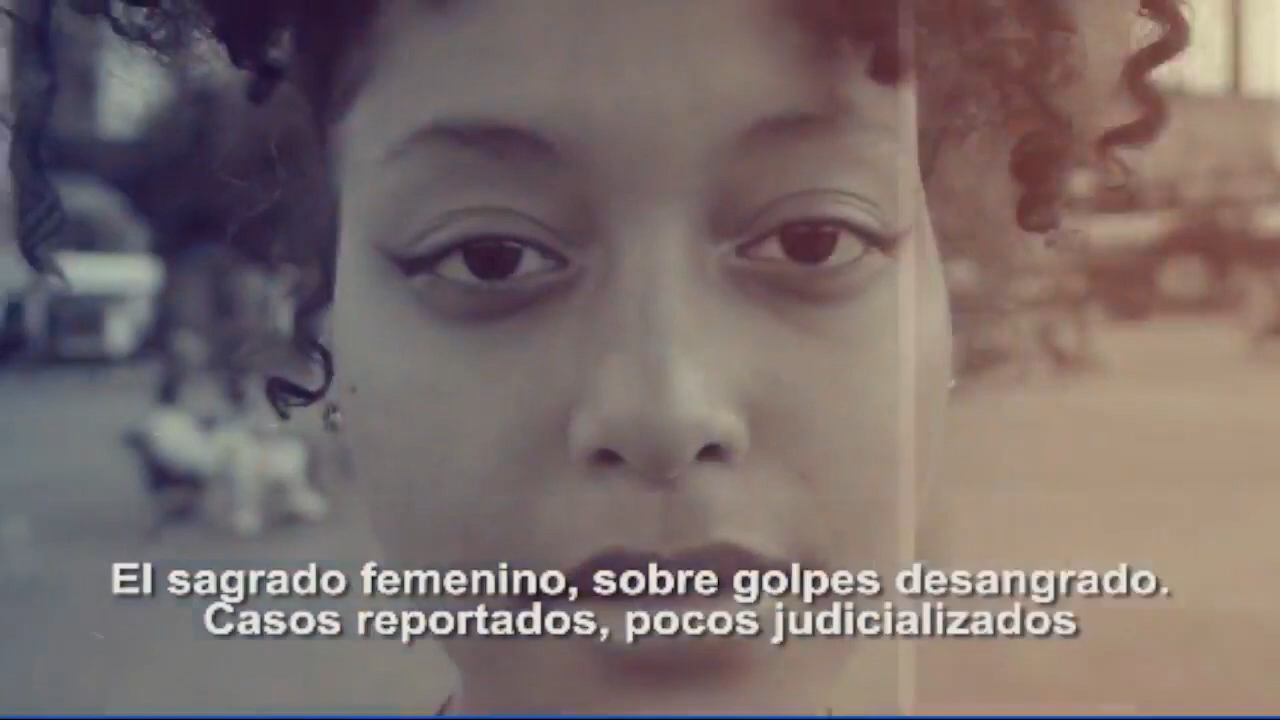 El sagrado femenino, sobre golpes desangrado.
Casos reportados, pocos judicializados